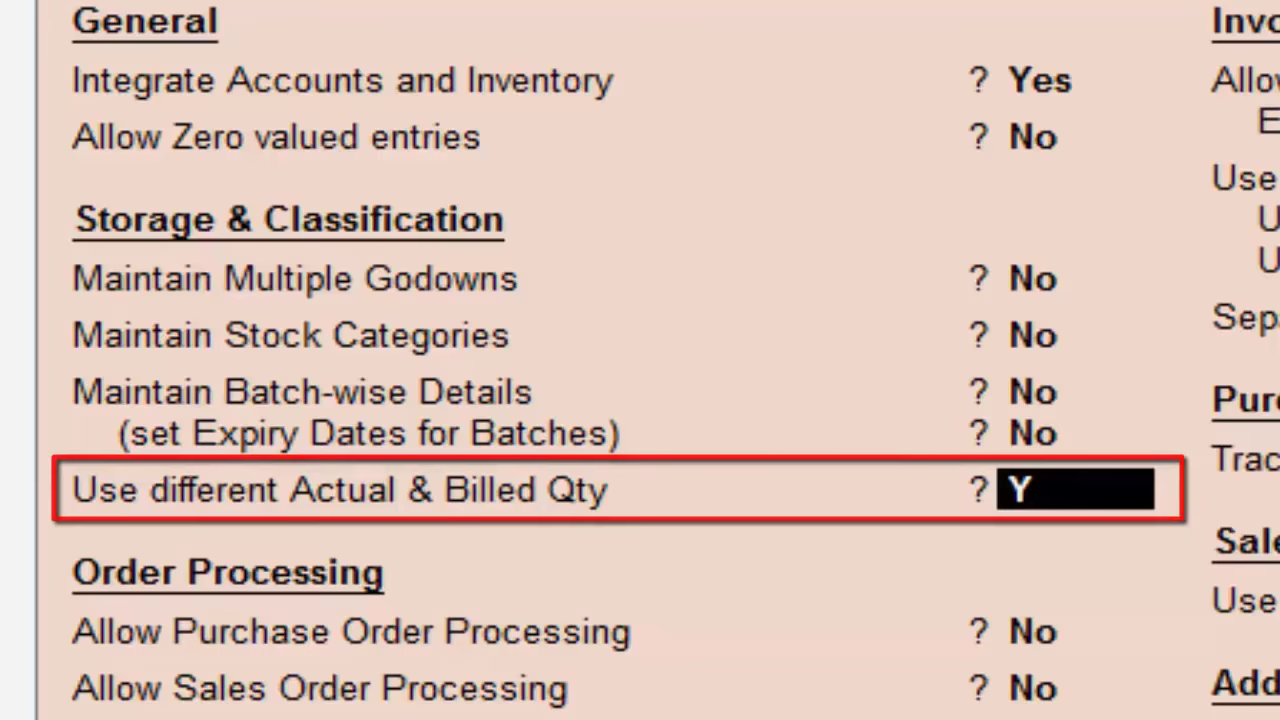 General
Integrate Accounts and Inventory ? Yes
Allow Zero valued entries ? No
Storage & Classification
Maintain Multiple Godowns ? No
Maintain Stock Categories ? No
Maintain Batch-wise Details ? No
(set Expiry Dates for Batches) ? No
Use different Actual & Billed Qty ? Y
Order Processing
Allow Purchase Order Processing ? No
Allow Sales Order Processing ? No
Use
Use